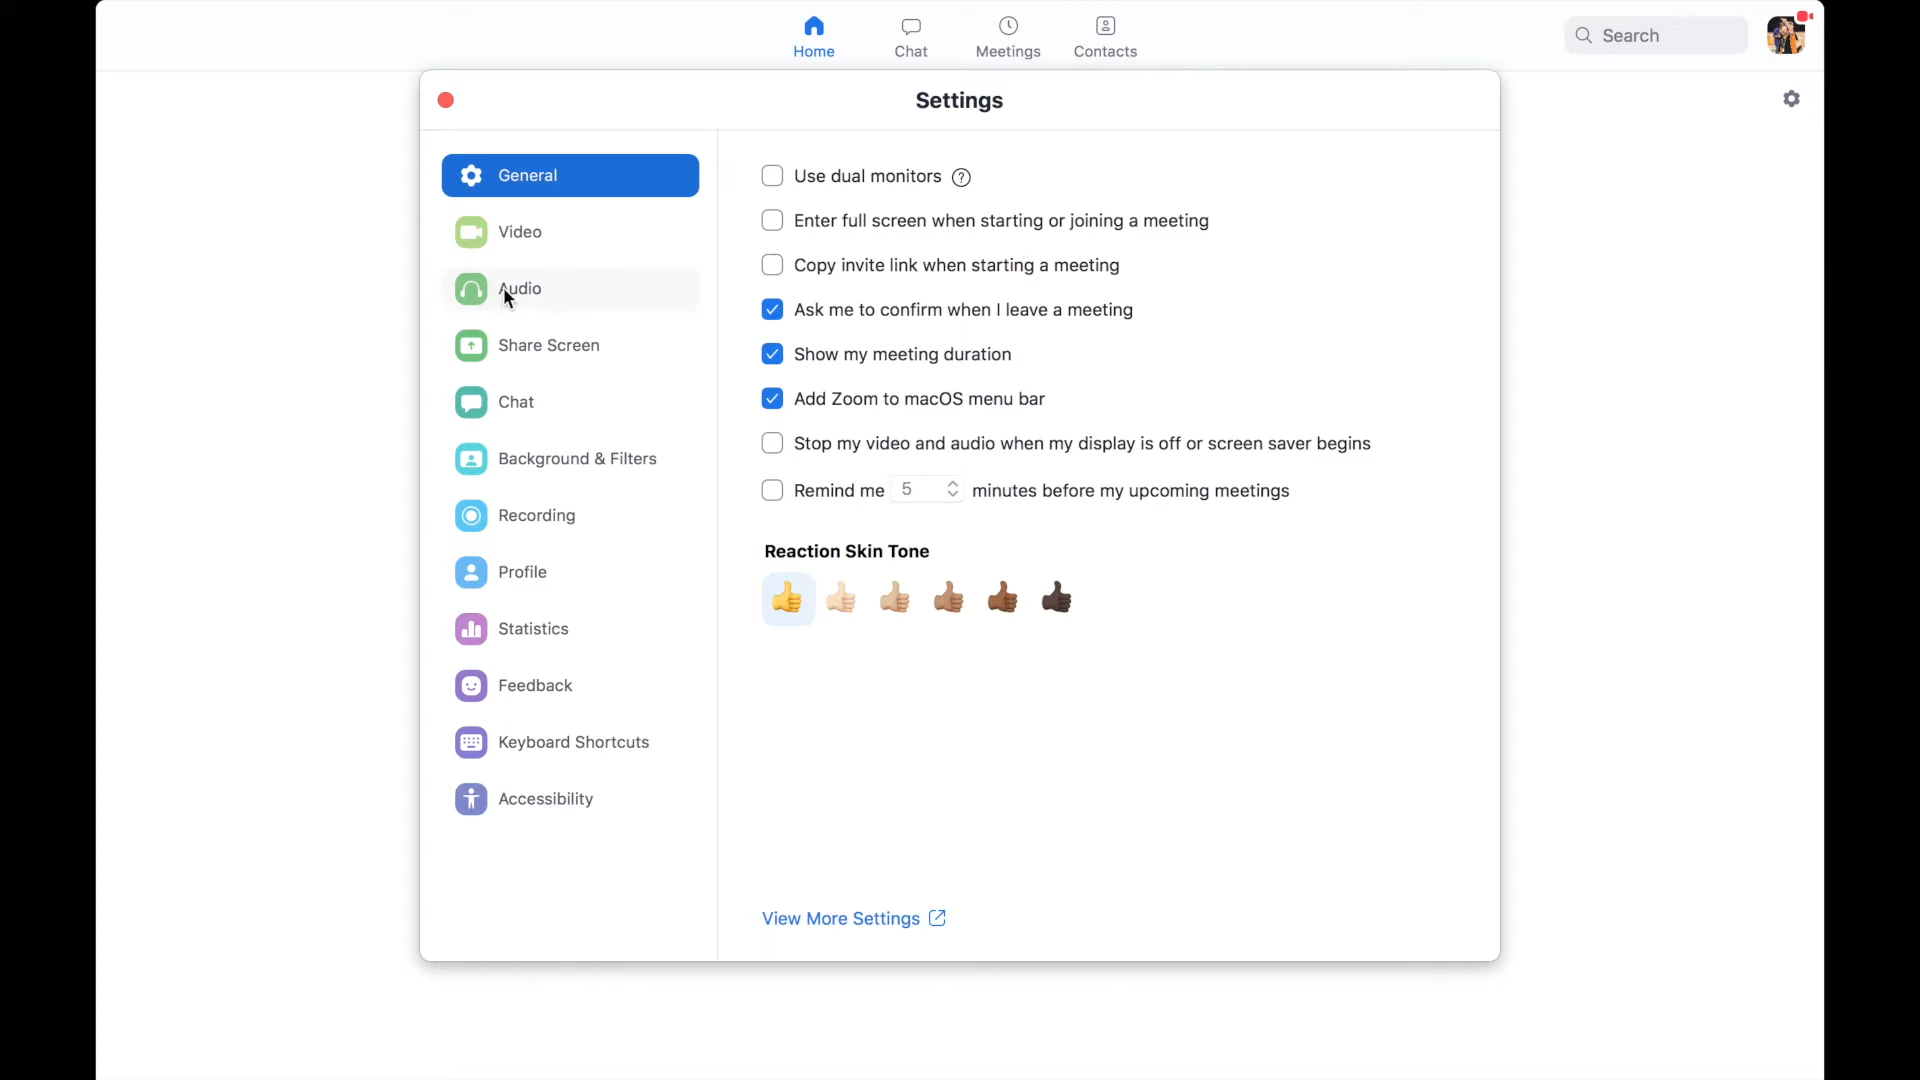 Home
Chat
Meetings
Contacts
Search
Settings
General
Video
Audio
Share Screen
Chat
Background & Filters
Recording
Profile
Statistics
Feedback
Keyboard Shortcuts
Accessibility
Use dual monitors ?
Enter full screen when starting or joining a meeting
Copy invite link when starting a meeting
Ask me to confirm when I leave a meeting
Show my meeting duration
Add Zoom to macOS menu bar
Stop my video and audio when my display is off or screen saver begins
Remind me 5 minutes before my upcoming meetings
Reaction Skin Tone
View More Settings